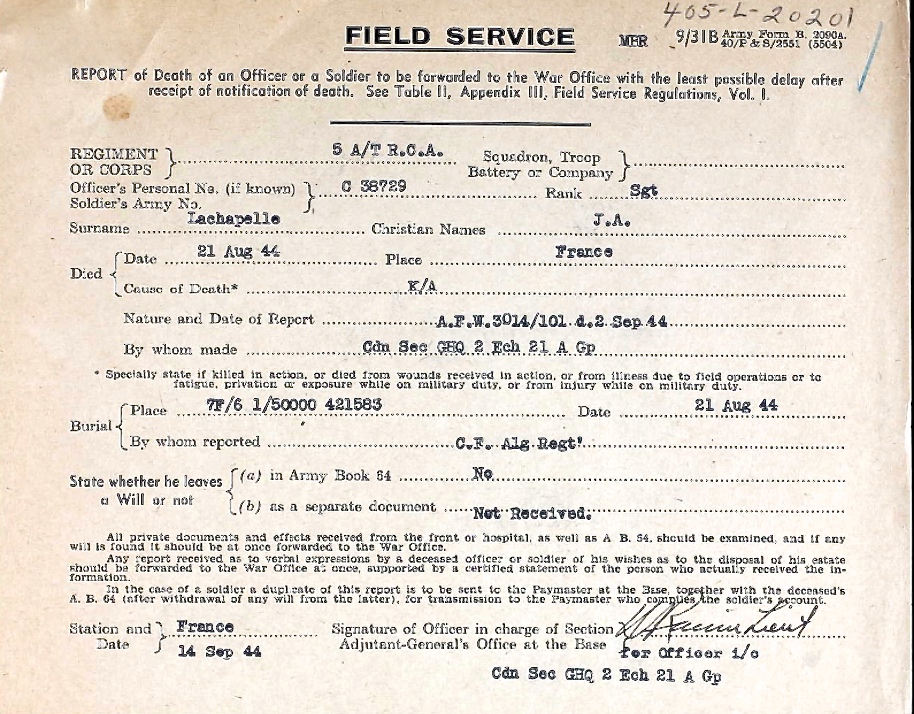 405-L-20201
FIELD SERVICE
MFR 9/31B Army Form B. 2090A.
40/P & S/2551 (5504)
REPORT of Death of an Officer or a Soldier to be forwarded to the War Office with the least possible delay after
receipt of notification of death. See Table II, Appendix III, Field Service Regulations, Vol. I.
REGIMENT OR CORPS } 5 A/T R.C.A. Squadron, Troop Battery or Company }
Officer's Personal No. (if known) Soldier's Army No. } C 38729 Rank Sgt
Surname Lachapelle Christian Names J.A.
Died { Date 21 Aug 44 Place France
Cause of Death* K/A
Nature and Date of Report A.F.W.3014/101 d.2 Sep 44
By whom made Cdn Sec GHQ 2 Ech 21 A Gp
* Specially state if killed in action, or died from wounds received in action, or from illness due to field operations or to
fatigue, privation or exposure while on military duty, or from injury while on military duty.
Burial { Place 7F/6 1/50000 421583 Date 21 Aug 44
By whom reported C.F. Alg Regt'
State whether he leaves a Will or not { (a) in Army Book 64 No
(b) as a separate document Not Received.
All private documents and effects received from the front or hospital, as well as A B. 64, should be examined, and if any
will is found it should be at once forwarded to the War Office.
Any report received as to verbal expressions by a deceased officer or soldier of his wishes as to the disposal of his estate
should be forwarded to the War Office at once, supported by a certified statement of the person who actually received the in-
formation.
In the case of a soldier a duplicate of this report is to be sent to the Paymaster at the Base, together with the deceased's
A. B. 64 (after withdrawal of any will from the latter), for transmission to the Paymaster who compiles the soldier's account.
Station and Date } France Signature of Officer in charge of Section Lieut
14 Sep 44 Adjutant-General's Office at the Base for Officer i/c
Cdn Sec GHQ 2 Ech 21 A Gp